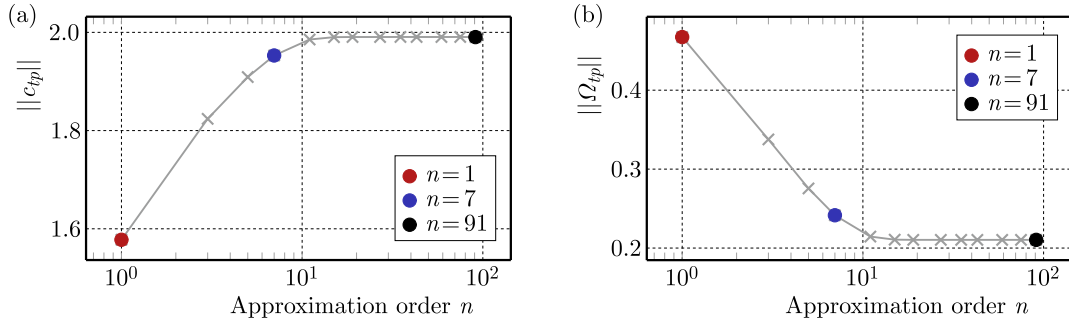 (a)
||c_{tp}||
2.0
1.8
1.6
n = 1
n = 7
n = 91
10^0
10^1
10^2
Approximation order n
(b)
||Ω_{tp}||
0.4
0.3
0.2
n = 1
n = 7
n = 91
10^0
10^1
10^2
Approximation order n